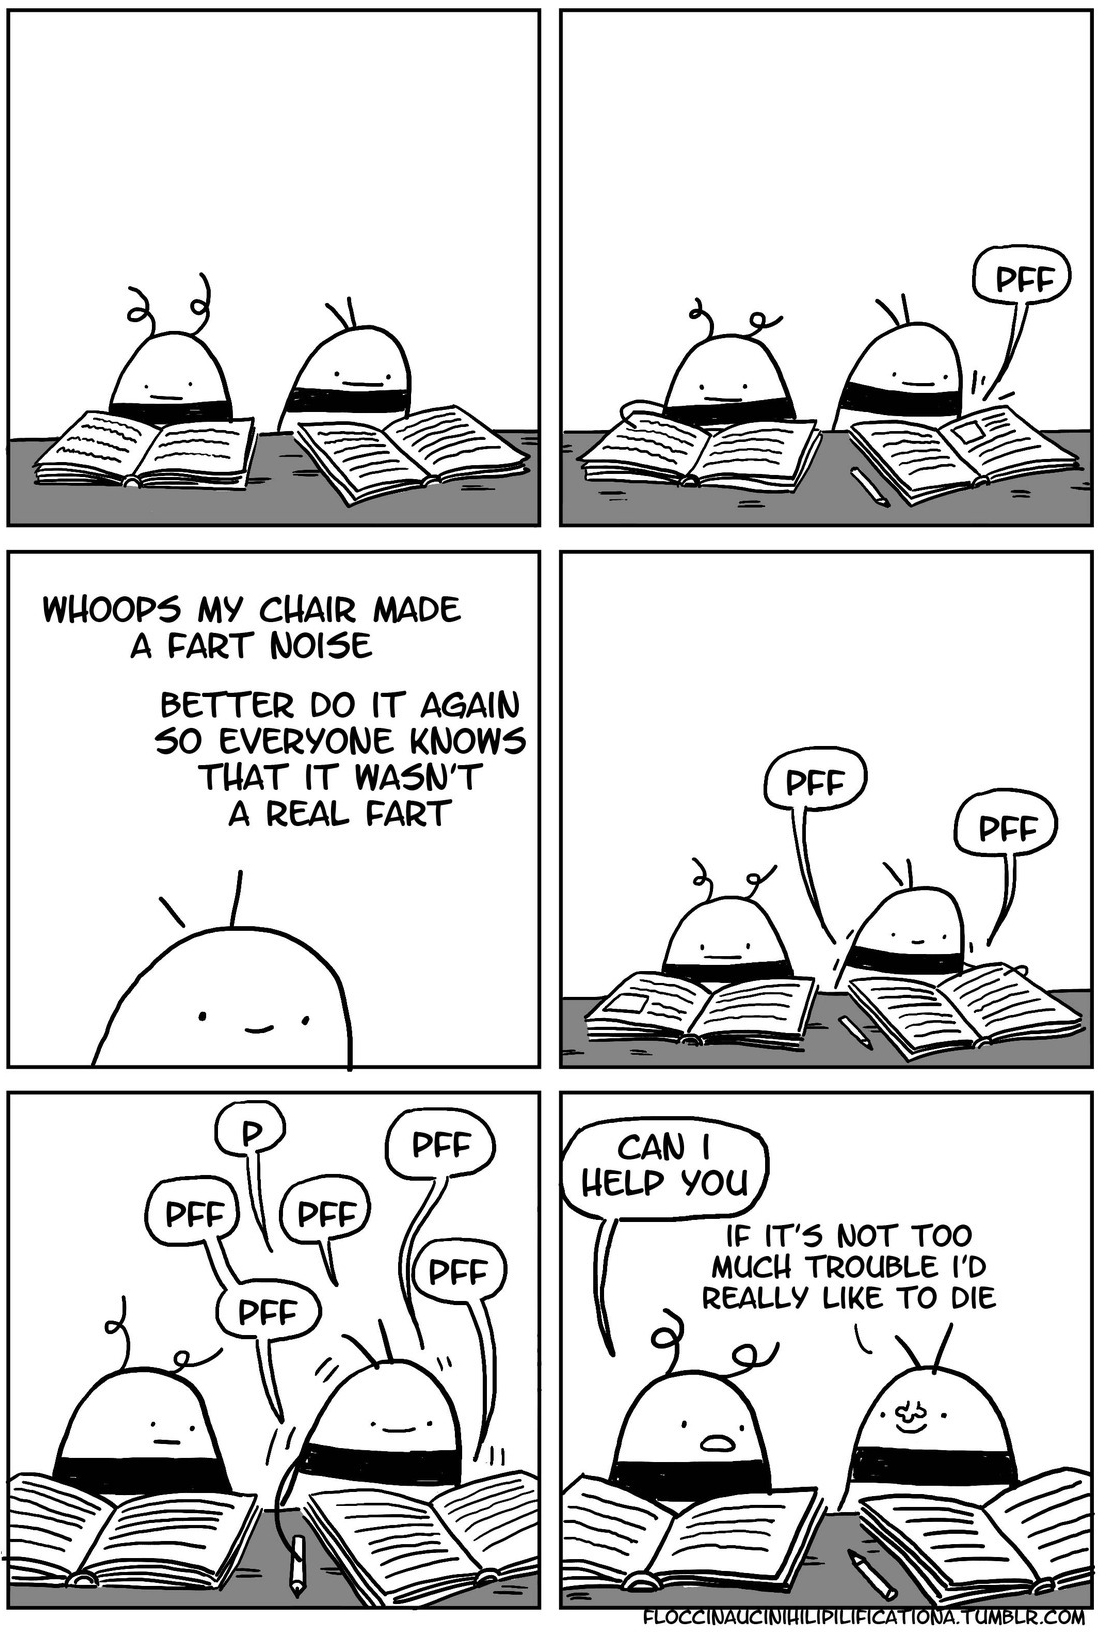 PFF
WHOOPS MY CHAIR MADE
A FART NOISE
BETTER DO IT AGAIN
SO EVERYONE KNOWS
THAT IT WASN'T
A REAL FART
PFF
PFF
P
PFF
PFF
PFF
PFF
PFF
CAN I
HELP YOU
IF IT'S NOT TOO
MUCH TROUBLE I'D
REALLY LIKE TO DIE
FLOCCINAUCINIHILIPILIFICATIONA.TUMBLR.COM